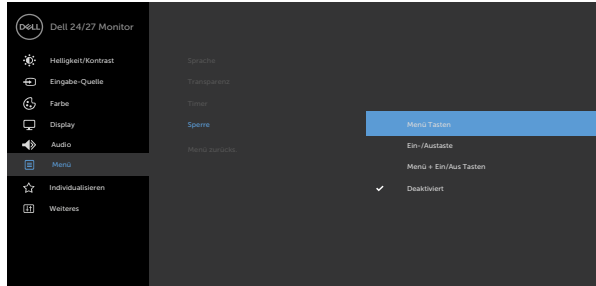 DELL Dell 24/27 Monitor
Helligkeit/Kontrast Sprache
Eingabe-Quelle Transparenz
Farbe Timer
Display Sperre Menü Tasten
Audio Menü zurücks. Ein-/Austaste
Menü Menü + Ein/Aus Tasten
Individualisieren Deaktiviert
Weiteres